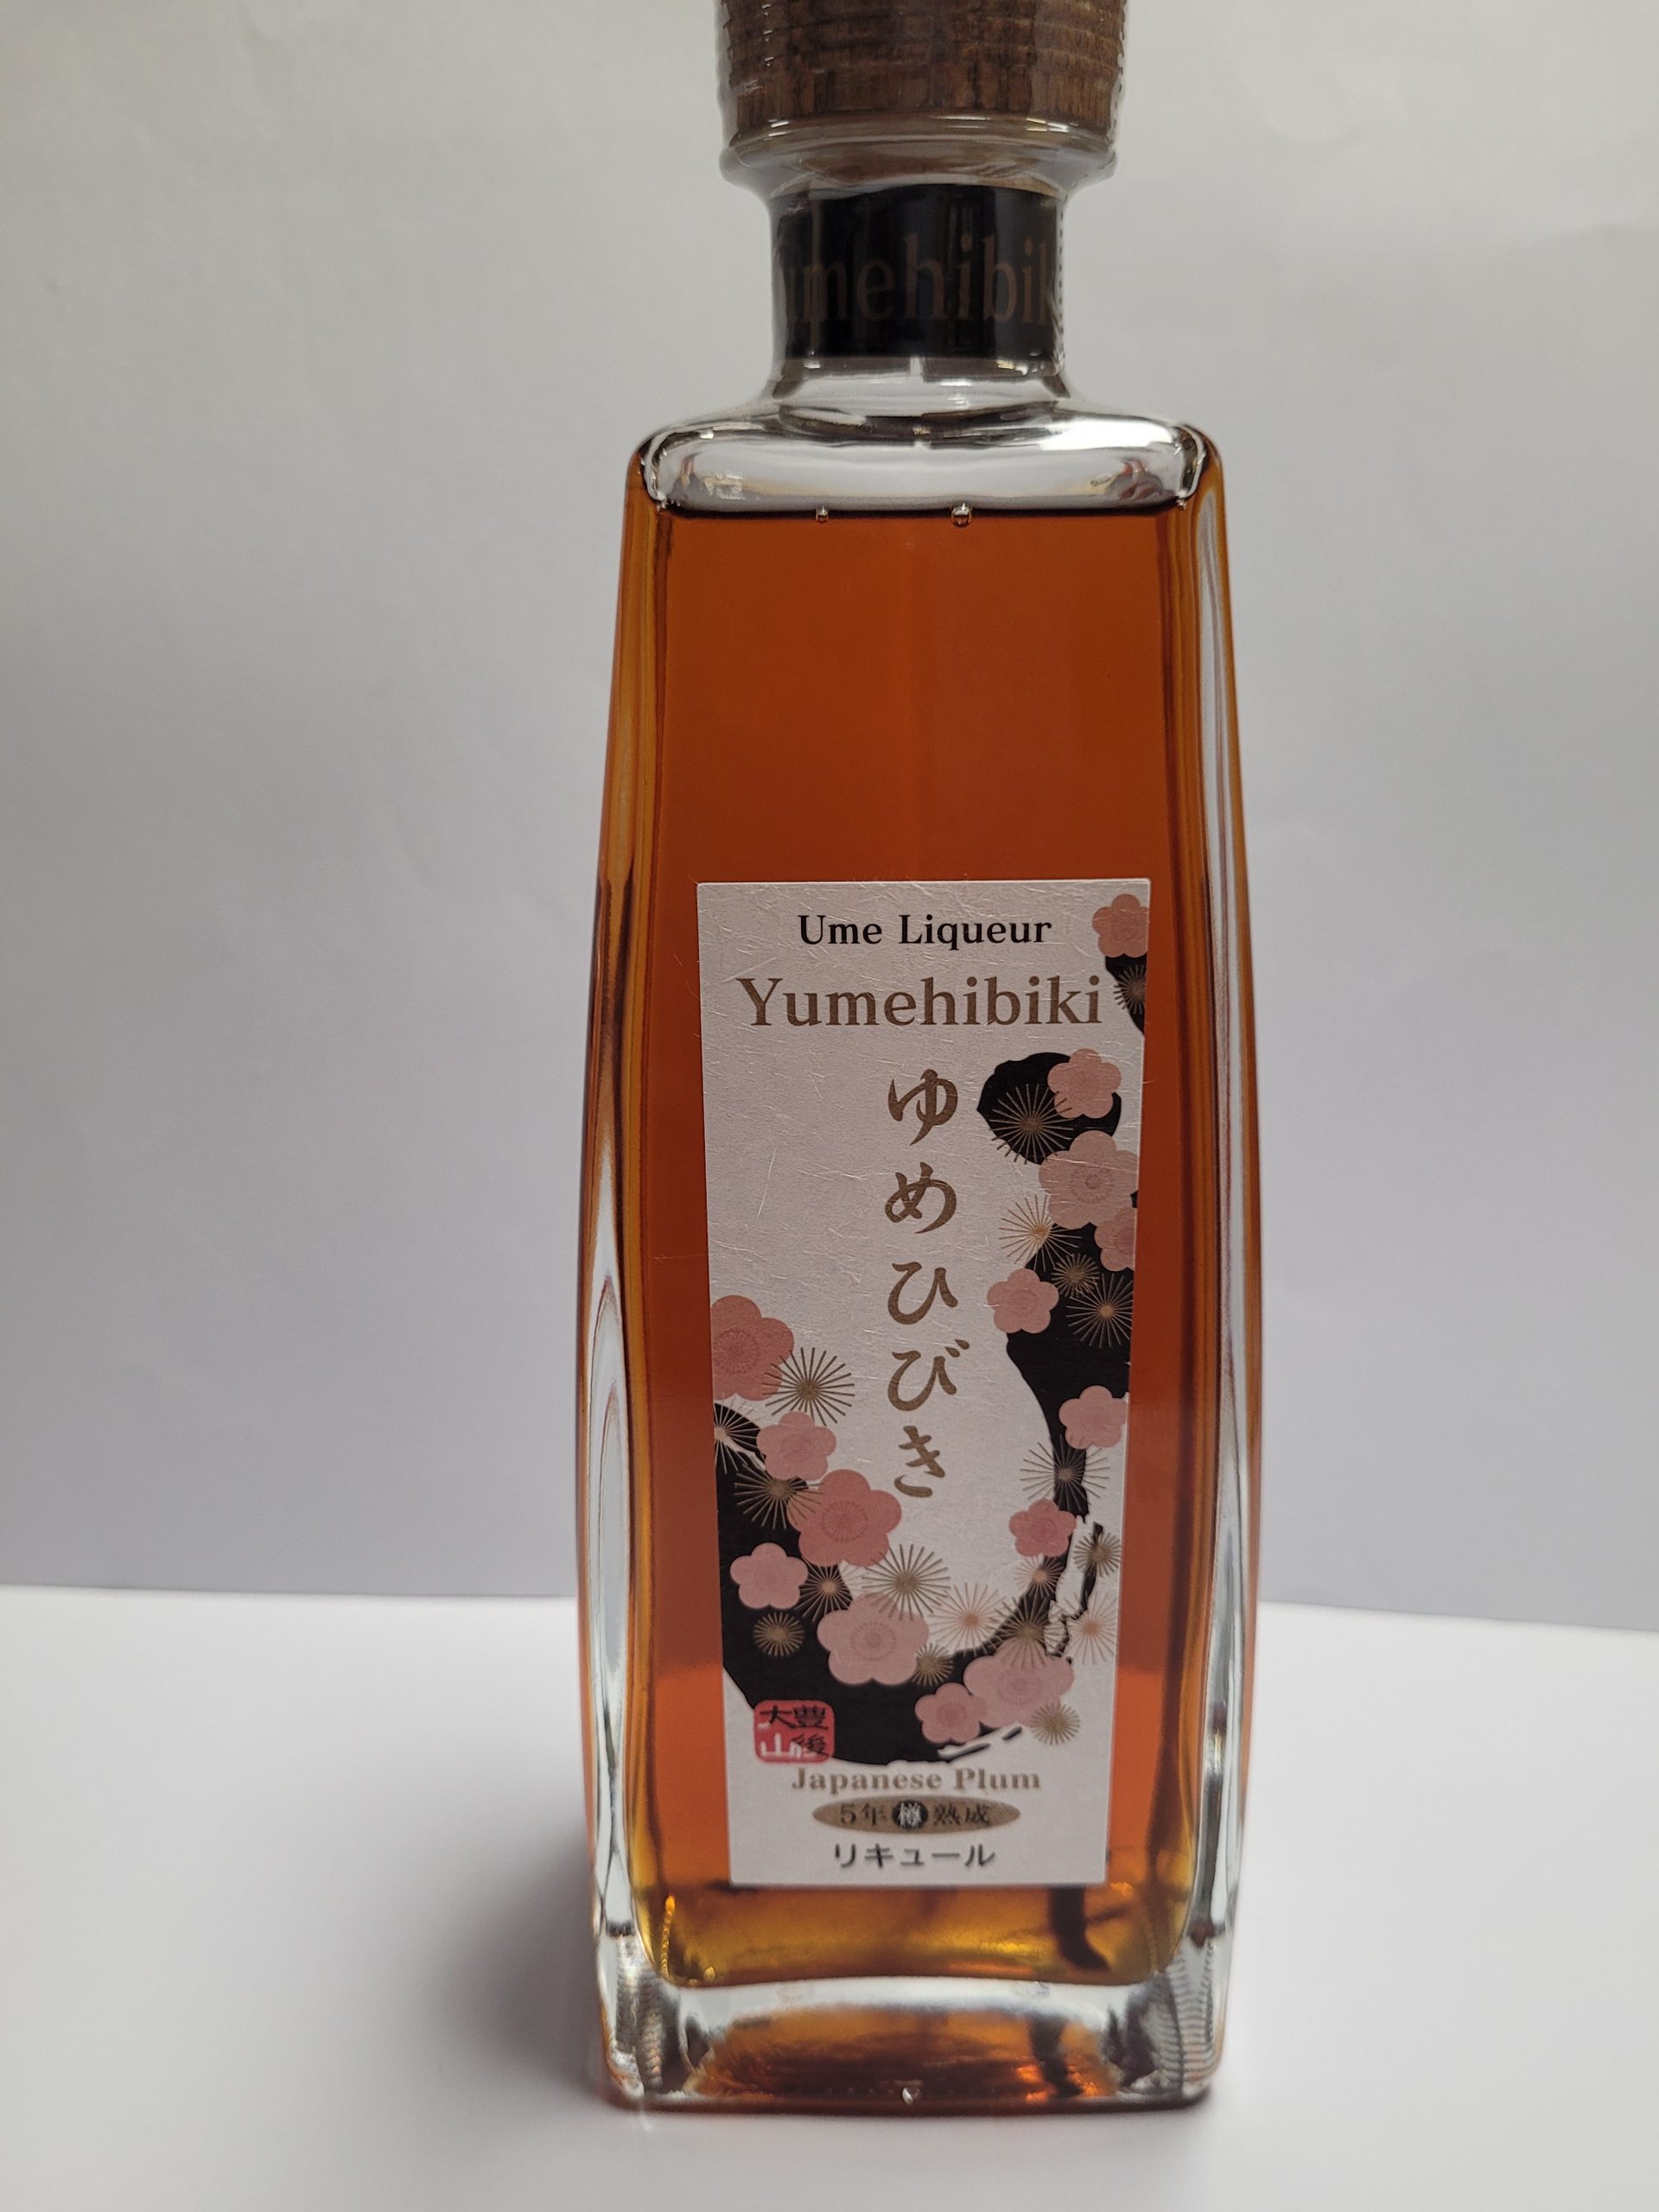 umehibik
Ume Liqueur
Yumehibiki
ゆめひびき
豊後
大山
Japanese Plum
5年樽熟成
リキュール